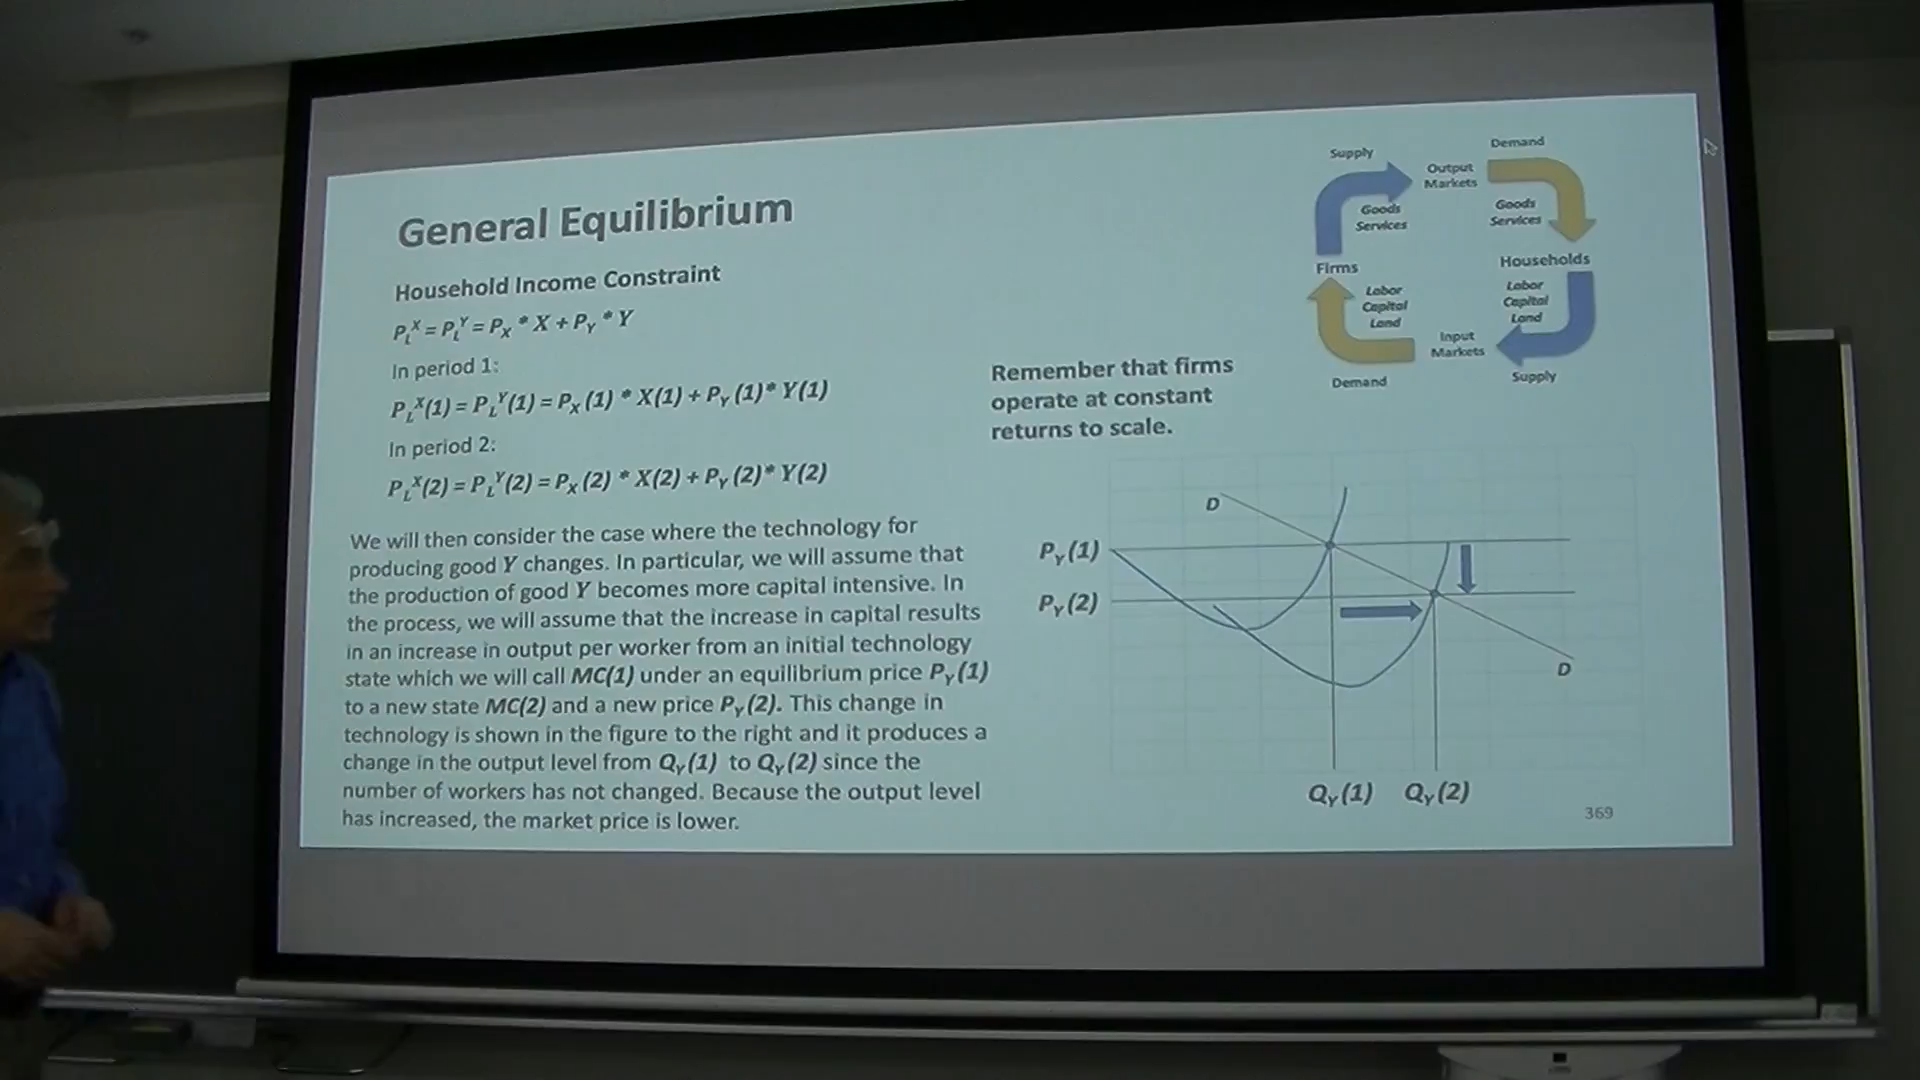 General Equilibrium
Household Income Constraint
P_L^X = P_L^Y = P_X * X + P_Y * Y
In period 1:
P_L^X(1) = P_L^Y(1) = P_X (1) * X(1) + P_Y (1)* Y(1)
In period 2:
P_L^X(2) = P_L^Y(2) = P_X (2) * X(2) + P_Y (2)* Y(2)
We will then consider the case where the technology for
producing good Y changes. In particular, we will assume that
the production of good Y becomes more capital intensive. In
the process, we will assume that the increase in capital results
in an increase in output per worker from an initial technology
state which we will call MC(1) under an equilibrium price P_Y (1)
to a new state MC(2) and a new price P_Y (2). This change in
technology is shown in the figure to the right and it produces a
change in the output level from Q_Y (1) to Q_Y (2) since the
number of workers has not changed. Because the output level
has increased, the market price is lower.
Supply
Demand
Output
Markets
Goods
Services
Goods
Services
Firms
Households
Labor
Capital
Land
Labor
Capital
Land
Input
Markets
Demand
Supply
Remember that firms
operate at constant
returns to scale.
D
P_Y (1)
P_Y (2)
D
Q_Y (1)
Q_Y (2)
369